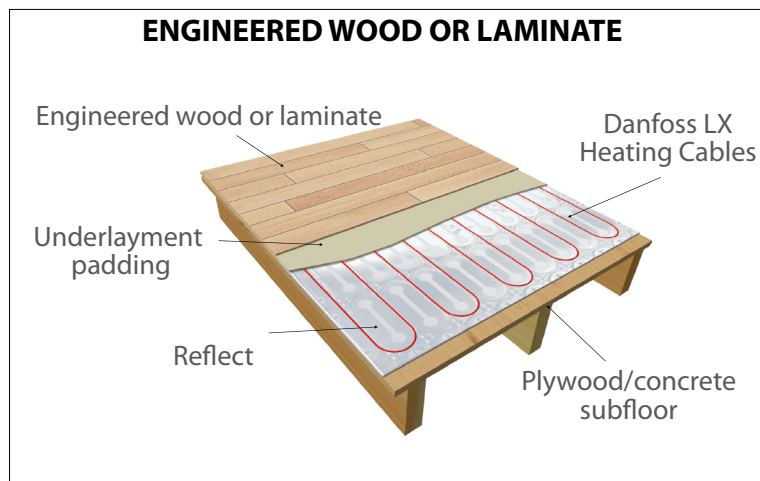 ENGINEERED WOOD OR LAMINATE
Engineered wood or laminate
Danfoss LX
Heating Cables
Underlayment
padding
Reflect
Plywood/concrete
subfloor